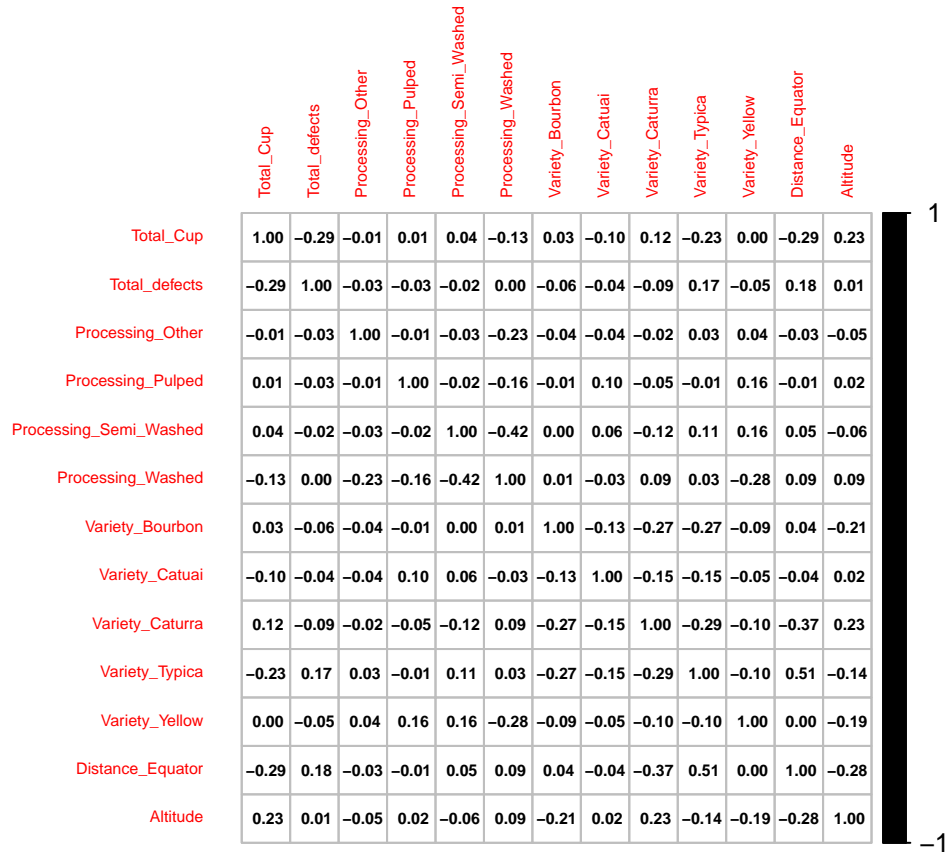 Total_Cup Total_defects Processing_Other Processing_Pulped Processing_Semi_Washed Processing_Washed Variety_Bourbon Variety_Catuai Variety_Caturra Variety_Typica Variety_Yellow Distance_Equator Altitude
Total_Cup 1.00 −0.29 −0.01 0.01 0.04 −0.13 0.03 −0.10 0.12 −0.23 0.00 −0.29 0.23
Total_defects −0.29 1.00 −0.03 −0.03 −0.02 0.00 −0.06 −0.04 −0.09 0.17 −0.05 0.18 0.01
Processing_Other −0.01 −0.03 1.00 −0.01 −0.03 −0.23 −0.04 −0.04 −0.02 0.03 0.04 −0.03 −0.05
Processing_Pulped 0.01 −0.03 −0.01 1.00 −0.02 −0.16 −0.01 0.10 −0.05 −0.01 0.16 −0.01 0.02
Processing_Semi_Washed 0.04 −0.02 −0.03 −0.02 1.00 −0.42 0.00 0.06 −0.12 0.11 0.16 0.05 −0.06
Processing_Washed −0.13 0.00 −0.23 −0.16 −0.42 1.00 0.01 −0.03 0.09 0.03 −0.28 0.09 0.09
Variety_Bourbon 0.03 −0.06 −0.04 −0.01 0.00 0.01 1.00 −0.13 −0.27 −0.27 −0.09 0.04 −0.21
Variety_Catuai −0.10 −0.04 −0.04 0.10 0.06 −0.03 −0.13 1.00 −0.15 −0.15 −0.05 −0.04 0.02
Variety_Caturra 0.12 −0.09 −0.02 −0.05 −0.12 0.09 −0.27 −0.15 1.00 −0.29 −0.10 −0.37 0.23
Variety_Typica −0.23 0.17 0.03 −0.01 0.11 0.03 −0.27 −0.15 −0.29 1.00 −0.10 0.51 −0.14
Variety_Yellow 0.00 −0.05 0.04 0.16 0.16 −0.28 −0.09 −0.05 −0.10 −0.10 1.00 0.00 −0.19
Distance_Equator −0.29 0.18 −0.03 −0.01 0.05 0.09 0.04 −0.04 −0.37 0.51 0.00 1.00 −0.28
Altitude 0.23 0.01 −0.05 0.02 −0.06 0.09 −0.21 0.02 0.23 −0.14 −0.19 −0.28 1.00
1
−1